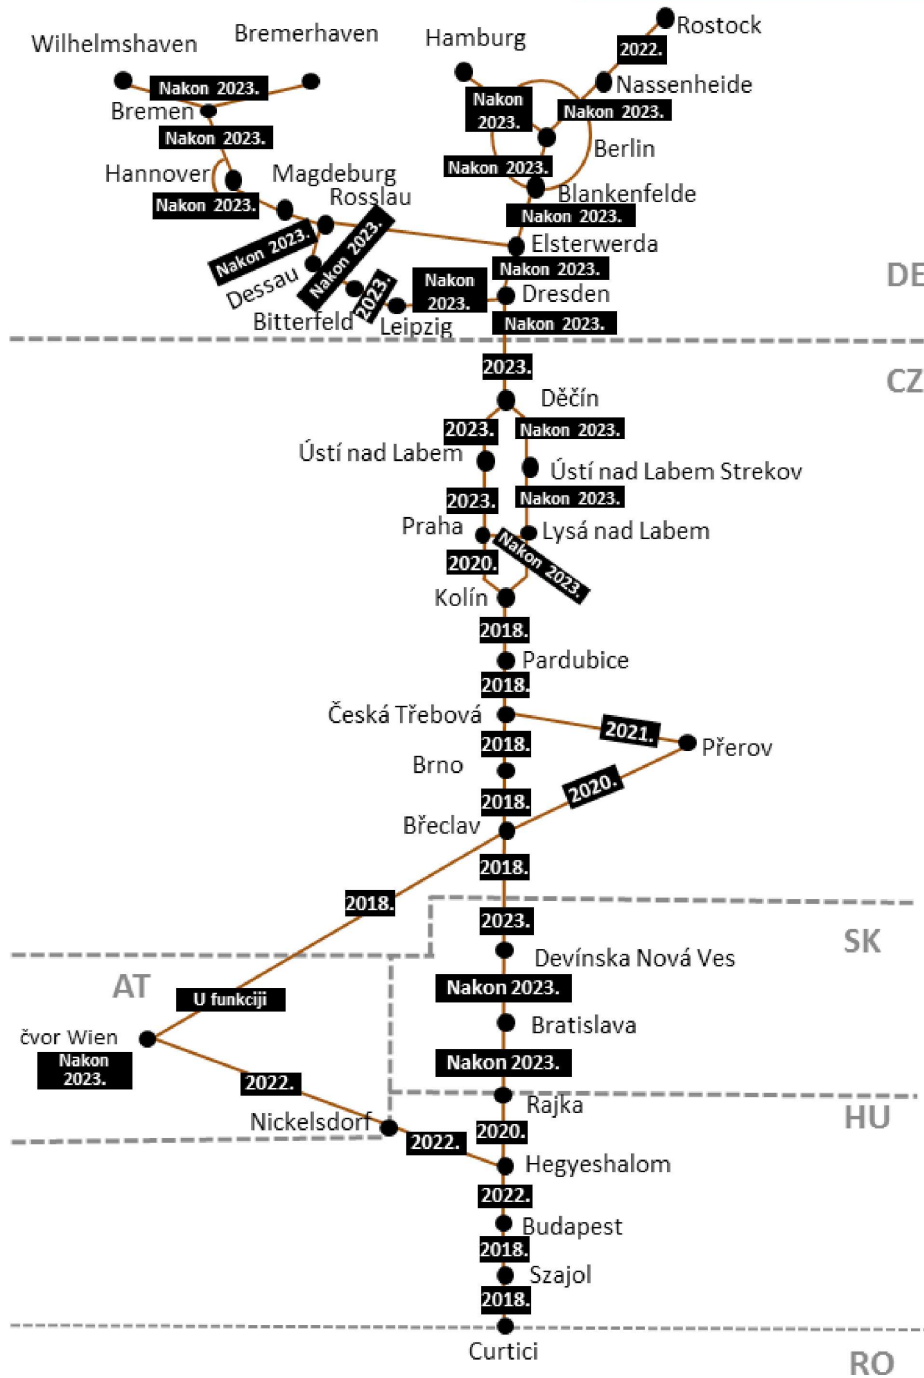 Rostock
Wilhelmshaven
Bremerhaven
Hamburg
2022.
Nakon 2023.
Nassenheide
Nakon
2023.
Nakon 2023.
Bremen
Nakon 2023.
Berlin
Hannover
Magdeburg
Nakon 2023.
Rosslau
Blankenfelde
Nakon 2023.
Nakon 2023.
Nakon 2023.
Nakon 2023.
Elsterwerda
Dessau
Nakon 2023.
DE
2023.
Nakon
2023.
Dresden
Bitterfeld
Leipzig
Nakon 2023.
2023.
CZ
Děčín
2023.
Nakon 2023.
Ústí nad Labem
Ústí nad Labem Strekov
2023.
Nakon 2023.
Praha
Lysá nad Labem
2020.
Nakon 2023.
Kolín
2018.
Pardubice
2018.
Česká Třebová
2021.
2018.
Přerov
Brno
2020.
2018.
Břeclav
2018.
2018.
2023.
SK
Devínska Nová Ves
AT
Nakon 2023.
U funkciji
Bratislava
čvor Wien
Nakon
2023.
Nakon 2023.
2022.
Rajka
HU
Nickelsdorf
2020.
2022.
Hegyeshalom
2022.
Budapest
2018.
Szajol
2018.
Curtici
RO